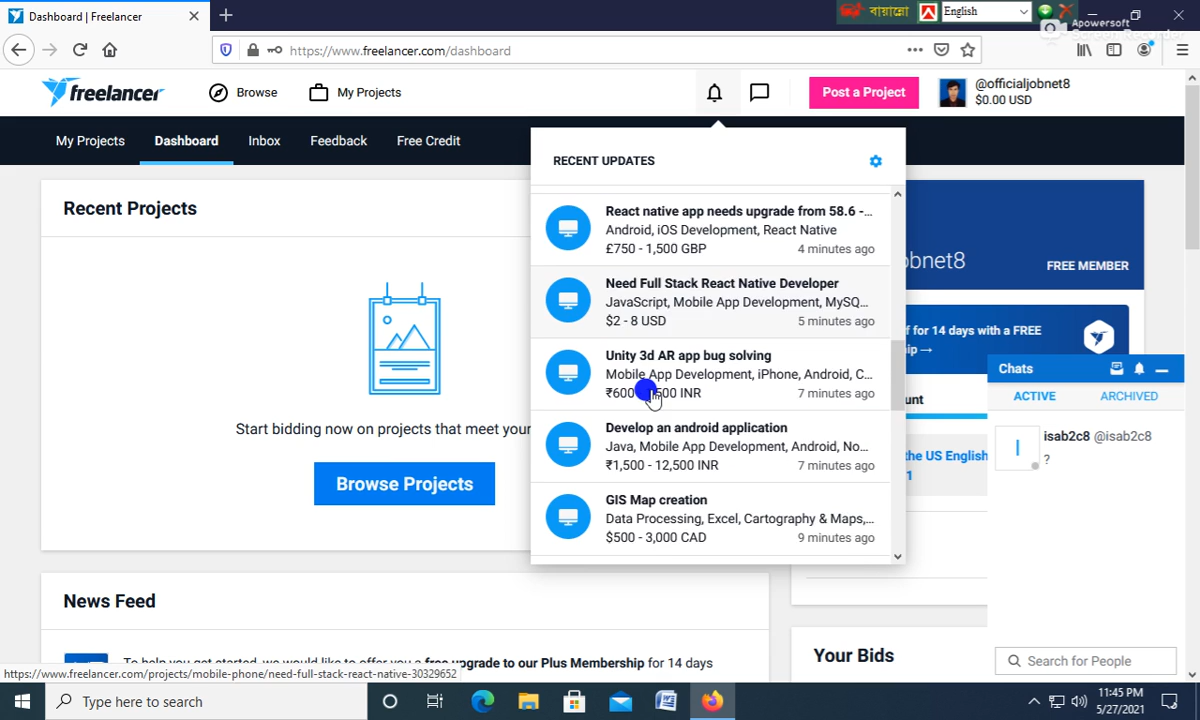 Dashboard | Freelancer
বায়ান্নো
English
Apowersoft
Screen Recorder
https://www.freelancer.com/dashboard
freelancer
Browse
My Projects
Post a Project
@officialjobnet8
$0.00 USD
My Projects
Dashboard
Inbox
Feedback
Free Credit
RECENT UPDATES
Recent Projects
React native app needs upgrade from 58.6 -...
Android, iOS Development, React Native
£750 - 1,500 GBP
4 minutes ago
Need Full Stack React Native Developer
JavaScript, Mobile App Development, MySQ...
$2 - 8 USD
5 minutes ago
Unity 3d AR app bug solving
Mobile App Development, iPhone, Android, C...
₹600 500 INR
7 minutes ago
Develop an android application
Java, Mobile App Development, Android, No...
₹1,500 - 12,500 INR
7 minutes ago
GIS Map creation
Data Processing, Excel, Cartography & Maps,...
$500 - 3,000 CAD
9 minutes ago
obnet8
FREE MEMBER
f for 14 days with a FREE
ip →
unt
the US English
1
Chats
ACTIVE
ARCHIVED
isab2c8 @isab2c8
?
Start bidding now on projects that meet your
Browse Projects
News Feed
To help you get started, we would like to offer you a free upgrade to our Plus Membership for 14 days
Your Bids
Search for People
https://www.freelancer.com/projects/mobile-phone/need-full-stack-react-native-30329652
Type here to search
11:45 PM
5/27/2021